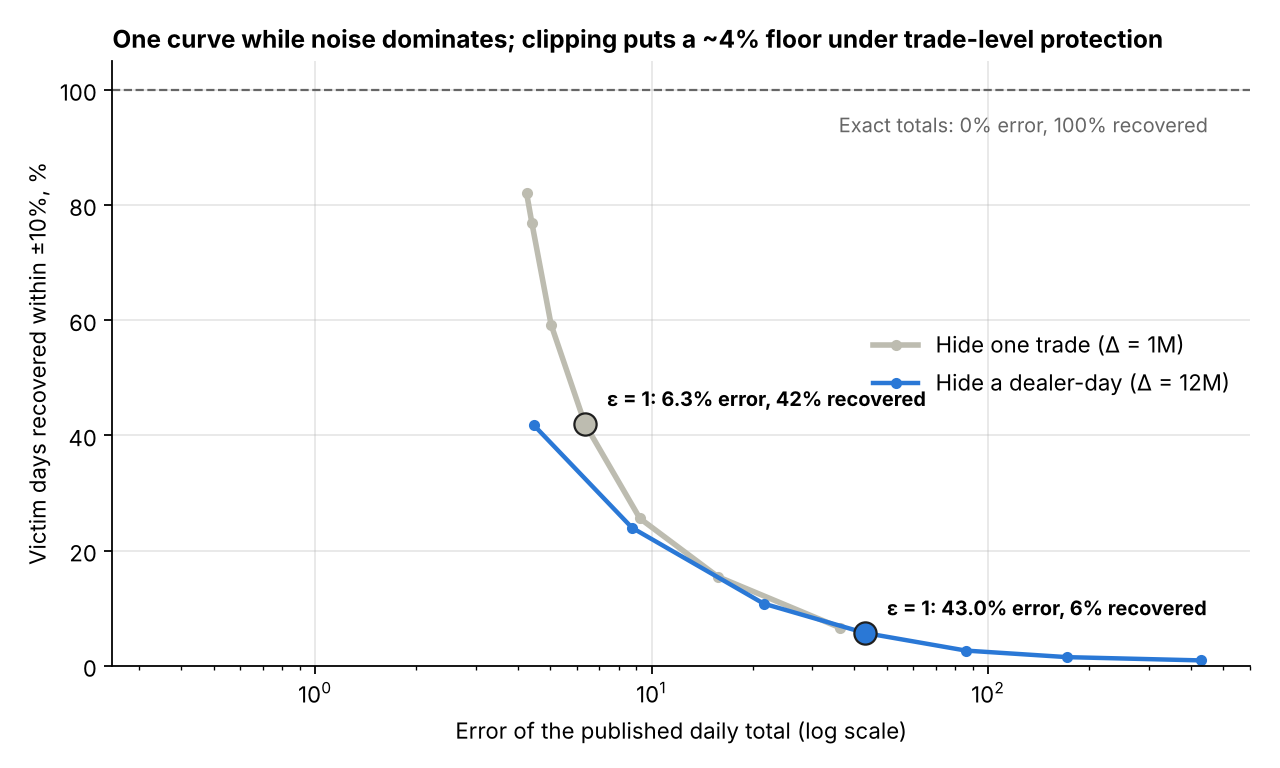 One curve while noise dominates; clipping puts a ~4% floor under trade-level protection
100
Exact totals: 0% error, 100% recovered
80
60
Hide one trade (Δ = 1M)
Hide a dealer-day (Δ = 12M)
ε = 1: 6.3% error, 42% recovered
40
20
ε = 1: 43.0% error, 6% recovered
0
Victim days recovered within ±10%, %
10⁰ 10¹ 10²
Error of the published daily total (log scale)